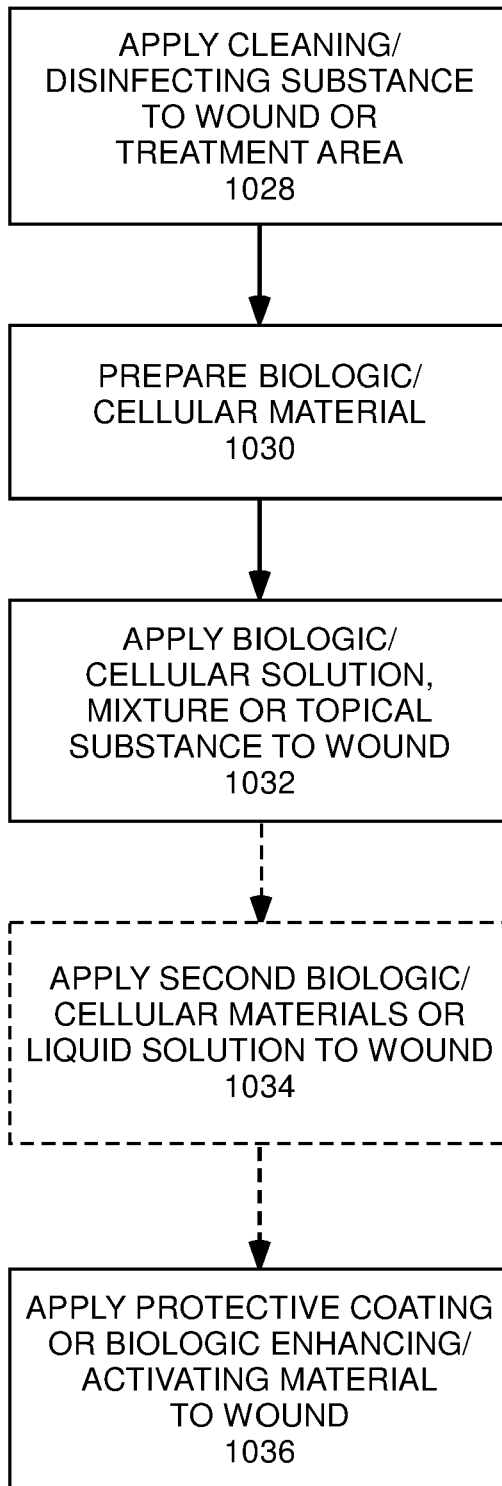 APPLY CLEANING/
DISINFECTING SUBSTANCE
TO WOUND OR
TREATMENT AREA
1028
PREPARE BIOLOGIC/
CELLULAR MATERIAL
1030
APPLY BIOLOGIC/
CELLULAR SOLUTION,
MIXTURE OR TOPICAL
SUBSTANCE TO WOUND
1032
APPLY SECOND BIOLOGIC/
CELLULAR MATERIALS OR
LIQUID SOLUTION TO WOUND
1034
APPLY PROTECTIVE COATING
OR BIOLOGIC ENHANCING/
ACTIVATING MATERIAL
TO WOUND
1036